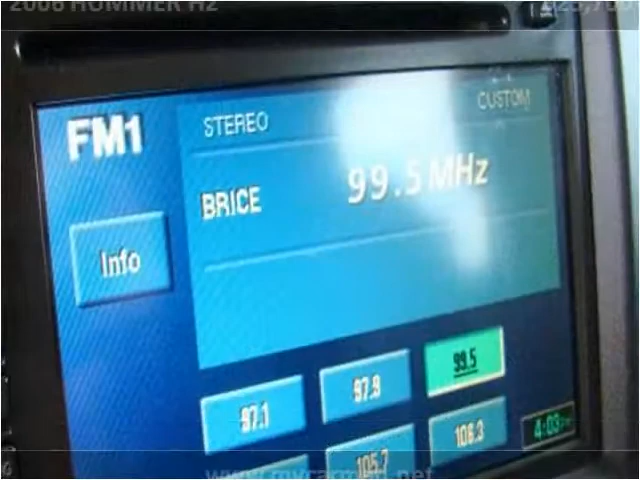 2006 HUMMER H2
FM1
STEREO
CUSTOM
BRICE
99.5 MHz
Info
97.1
97.9
99.5
105.7
106.3
4:03